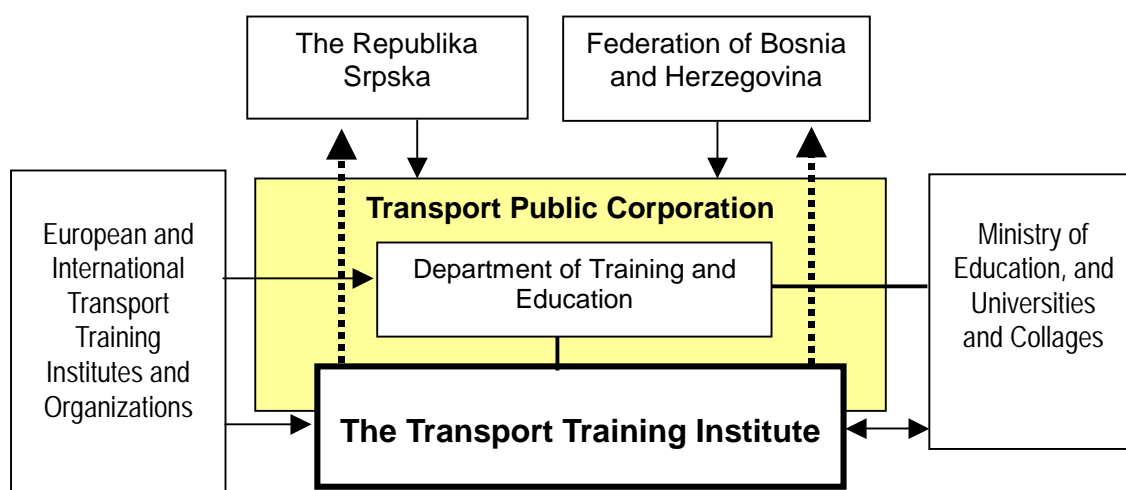 The Republika
Srpska
Federation of Bosnia
and Herzegovina
European and
International
Transport
Training
Institutes and
Organizations
Transport Public Corporation
Department of Training and
Education
The Transport Training Institute
Ministry of
Education, and
Universities
and Collages